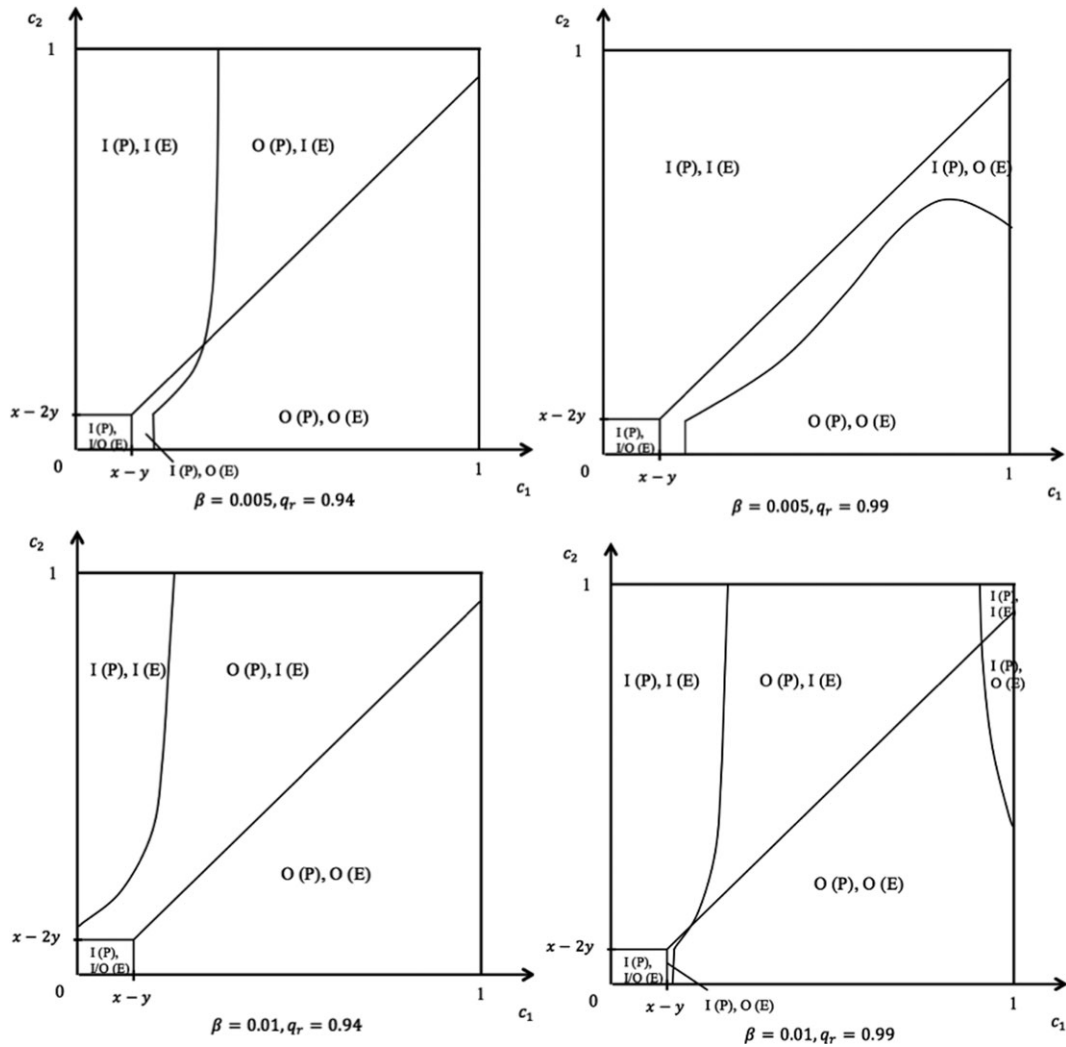 c₂
1
I (P), I (E)
O (P), I (E)
x − 2y
I (P),
I/O (E)
O (P), O (E)
0
x − y
I (P), O (E)
1
c₁
β = 0.005, qᵣ = 0.94
c₂
1
I (P), I (E)
I (P), O (E)
x − 2y
I (P),
I/O (E)
O (P), O (E)
0
x − y
1
c₁
β = 0.005, qᵣ = 0.99
c₂
1
I (P), I (E)
O (P), I (E)
O (P), O (E)
x − 2y
I (P),
I/O (E)
0
x − y
1
c₁
β = 0.01, qᵣ = 0.94
c₂
1
I (P),
I (E)
I (P), I (E)
O (P), I (E)
I (P),
O (E)
O (P), O (E)
x − 2y
I (P),
I/O (E)
0
x − y
I (P), O (E)
1
c₁
β = 0.01, qᵣ = 0.99